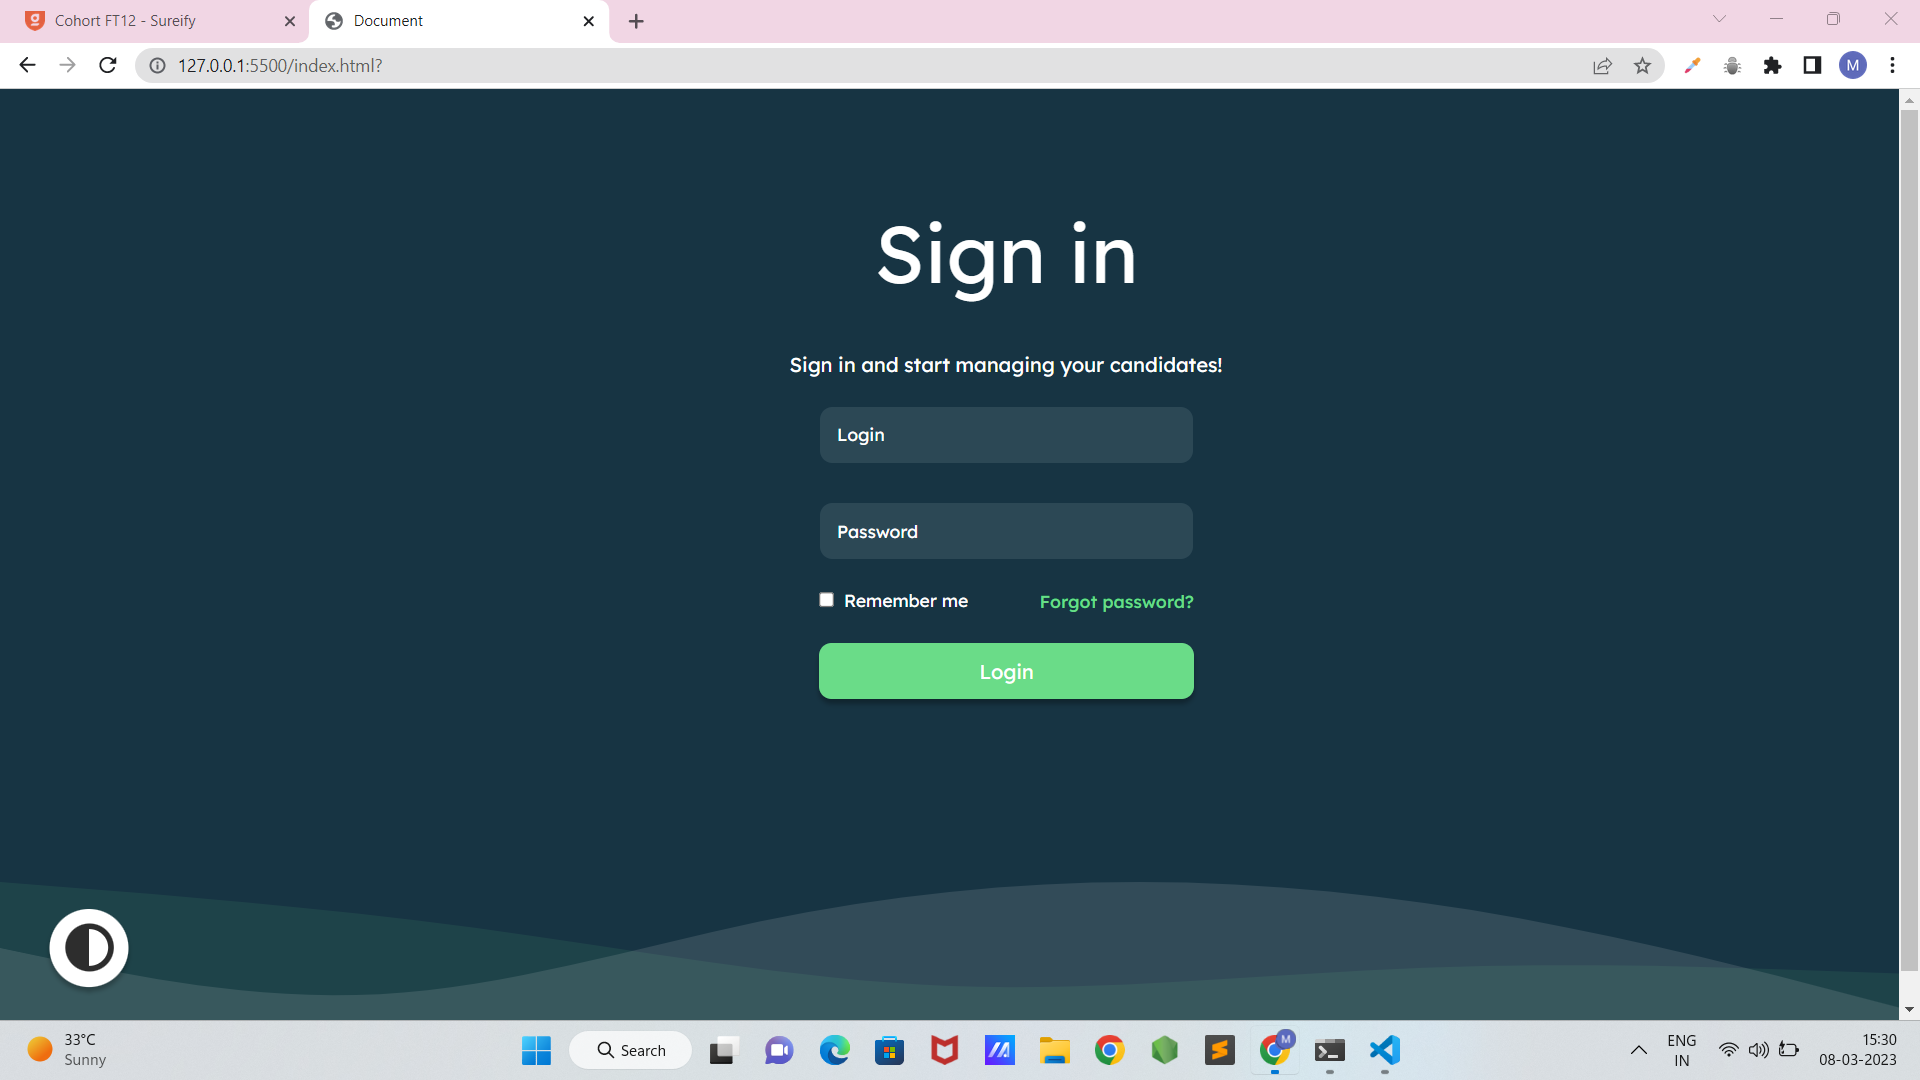 Cohort FT12 - Sureify
Document
127.0.0.1:5500/index.html?
M
Sign in
Sign in and start managing your candidates!
Login
Password
Remember me
Forgot password?
Login
33°C
Sunny
Search
M
ENG
IN
15:30
08-03-2023